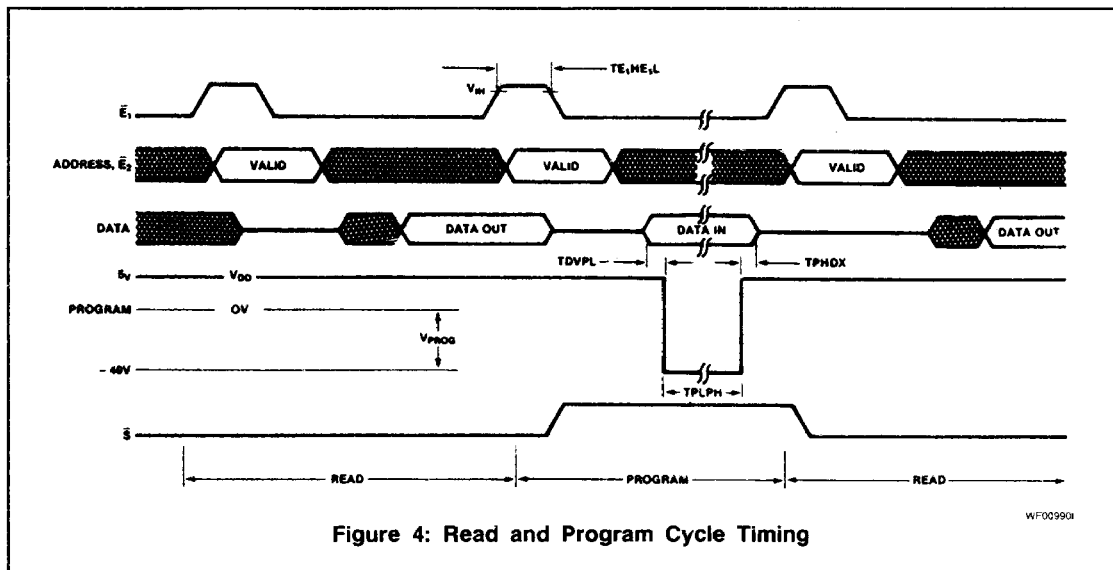 TE₁HE₁L
V_IH
Ē₁
ADDRESS, Ē₂
VALID
VALID
VALID
DATA
DATA OUT
DATA IN
DATA OUT
TDVPL
TPHDX
5V
V_DD
PROGRAM
0V
V_PROG
- 40V
TPLPH
S̄
READ
PROGRAM
READ
WF00990I
Figure 4: Read and Program Cycle Timing